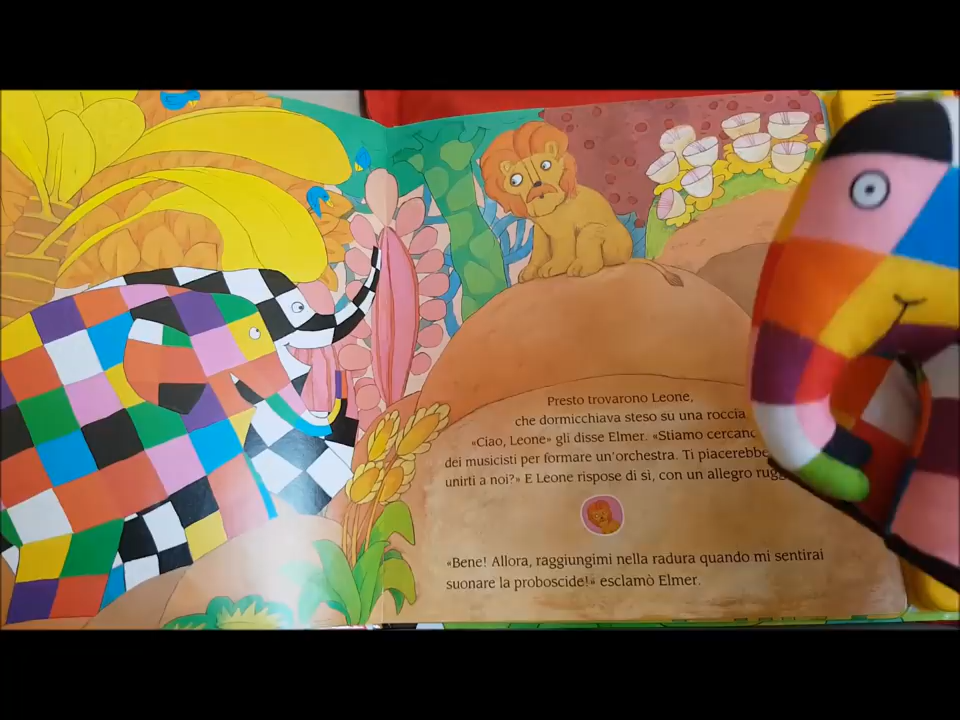 Presto trovarono Leone,
che dormicchiava steso su una roccia
«Ciao, Leone» gli disse Elmer. «Stiamo
dei musicisti per formare un'orchestra. Ti piacerebbe
unirti a noi?» E Leone rispose di sì, con un allegro
«Bene! Allora, raggiungimi nella radura quando mi sentirai
suonare la proboscide!» esclamò Elmer.